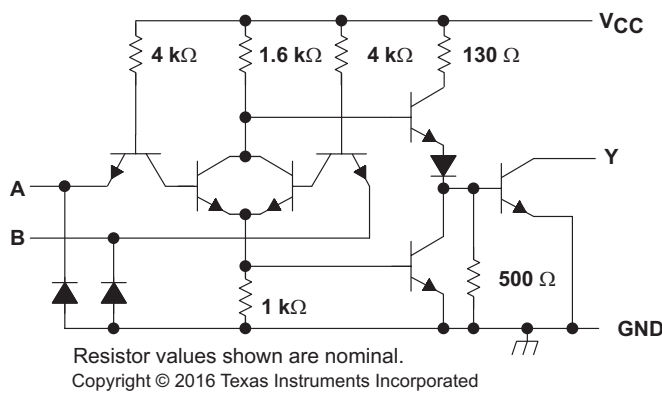 V_CC
4 kΩ 1.6 kΩ 4 kΩ 130 Ω
A
Y
B
500 Ω
1 kΩ
GND
Resistor values shown are nominal.
Copyright © 2016 Texas Instruments Incorporated